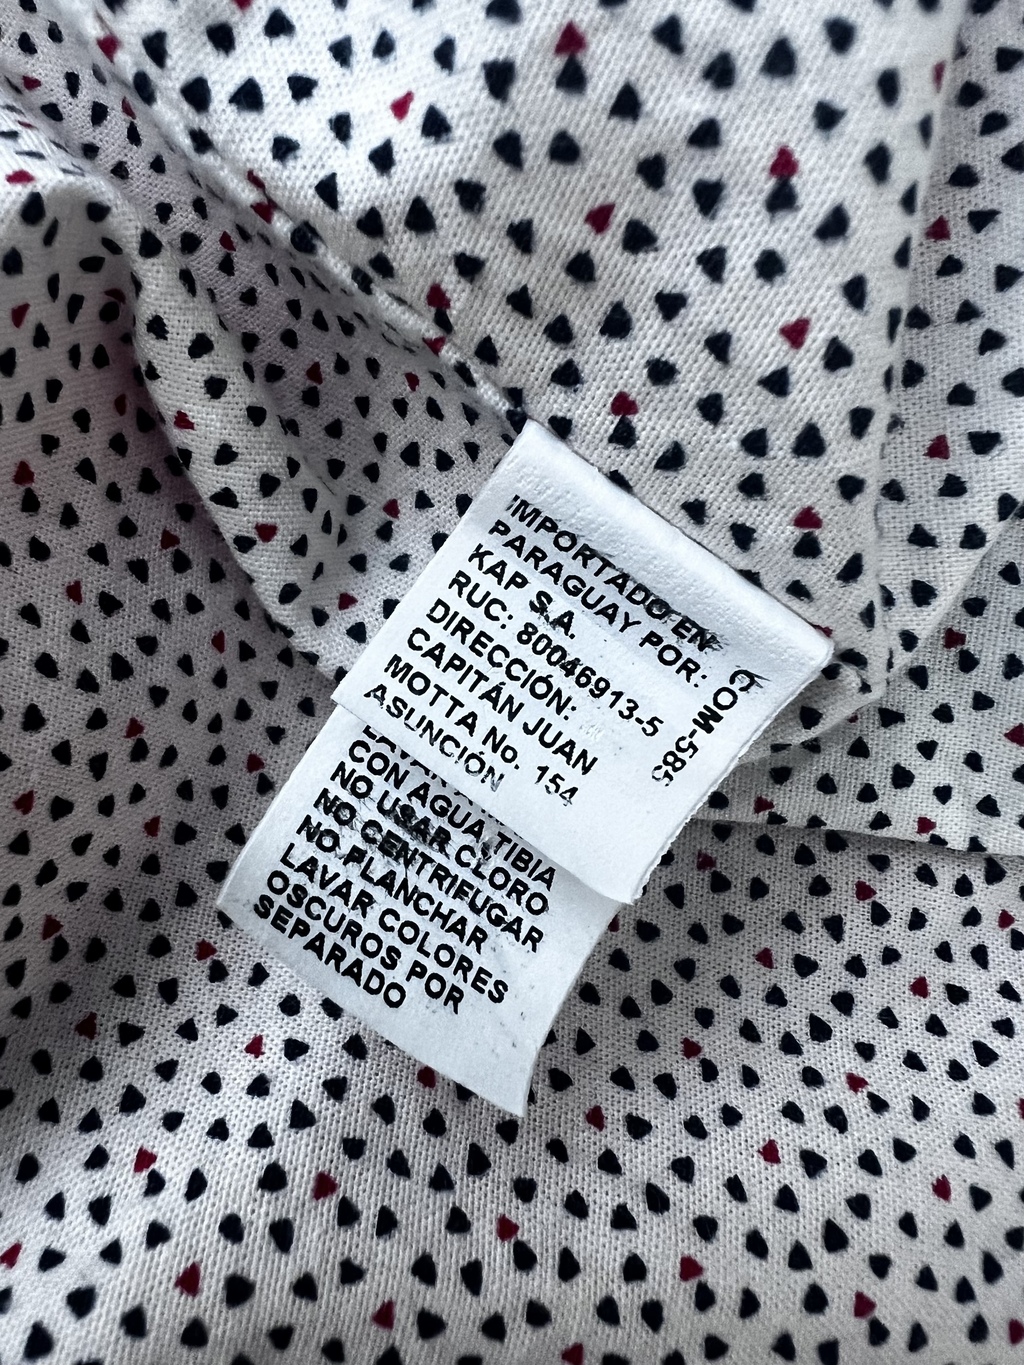 IMPORTADO EN
PARAGUAY POR:
KAP S.A.
RUC: 80046913-5
DIRECCIÓN:
CAPITÁN JUAN
MOTTA No. 154
ASUNCIÓN
COM-585
CON AGUA TIBIA
NO USAR CLORO
NO CENTRIFUGAR
NO PLANCHAR
LAVAR COLORES
OSCUROS POR
SEPARADO